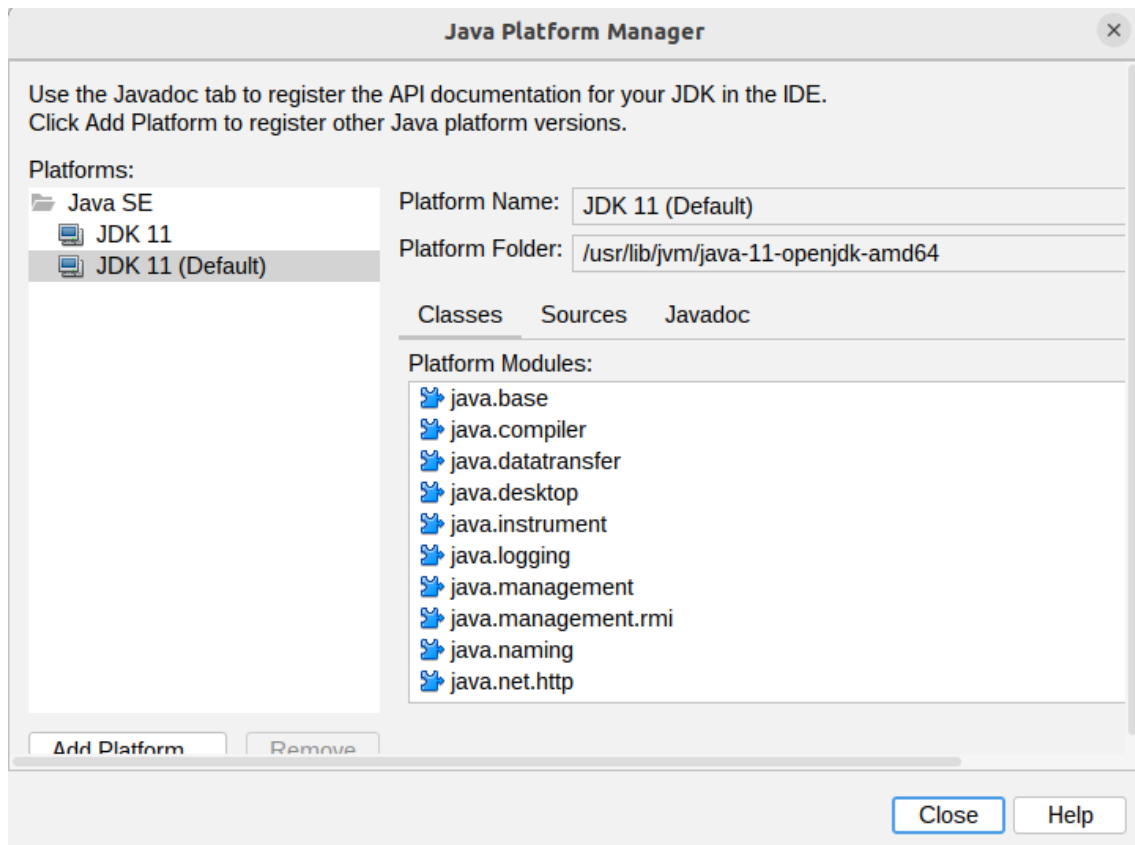 Java Platform Manager
Use the Javadoc tab to register the API documentation for your JDK in the IDE.
Click Add Platform to register other Java platform versions.
Platforms:
Java SE
JDK 11
JDK 11 (Default)
Platform Name: JDK 11 (Default)
Platform Folder: /usr/lib/jvm/java-11-openjdk-amd64
Classes Sources Javadoc
Platform Modules:
java.base
java.compiler
java.datatransfer
java.desktop
java.instrument
java.logging
java.management
java.management.rmi
java.naming
java.net.http
Add Platform... Remove
Close Help